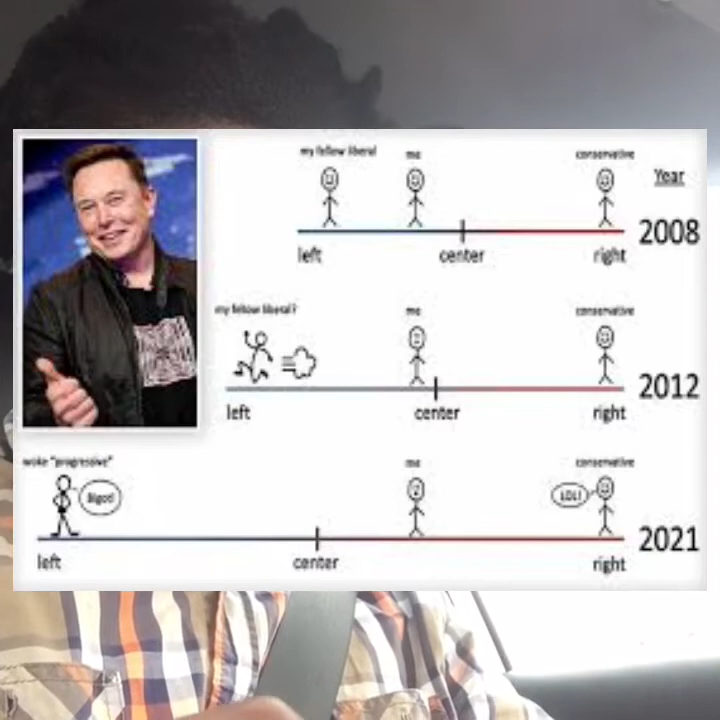 my fellow liberal
me
conservative
Year
2008
left
center
right
my fellow liberal?
me
conservative
2012
left
center
right
woke "progressive"
me
conservative
Bigot!
LOL!
2021
left
center
right